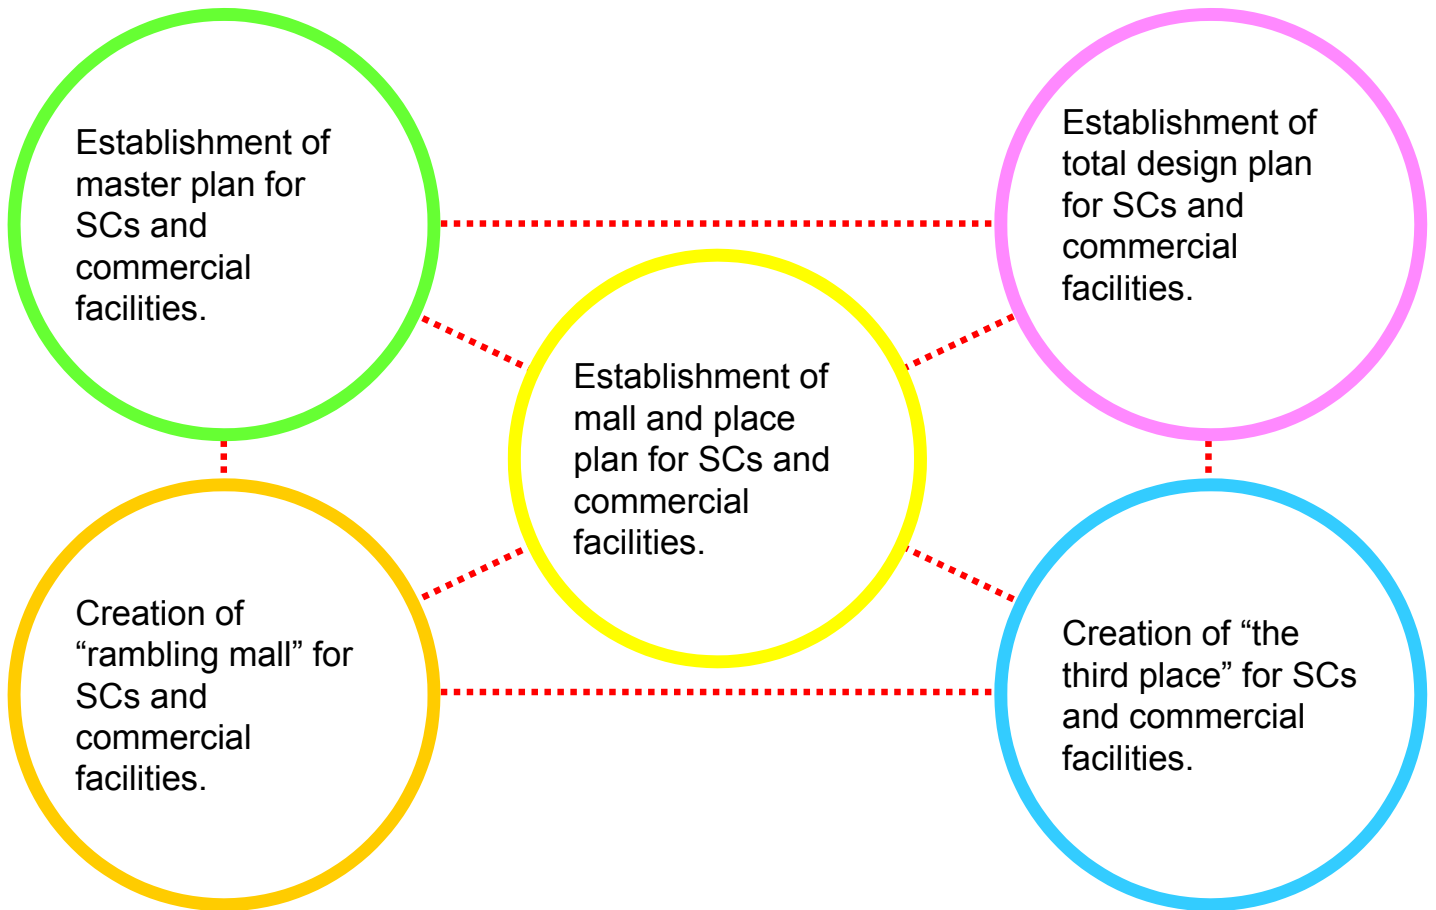 Establishment of
master plan for
SCs and
commercial
facilities.
Establishment of
total design plan
for SCs and
commercial
facilities.
Establishment of
mall and place
plan for SCs and
commercial
facilities.
Creation of
“rambling mall” for
SCs and
commercial
facilities.
Creation of “the
third place” for SCs
and commercial
facilities.